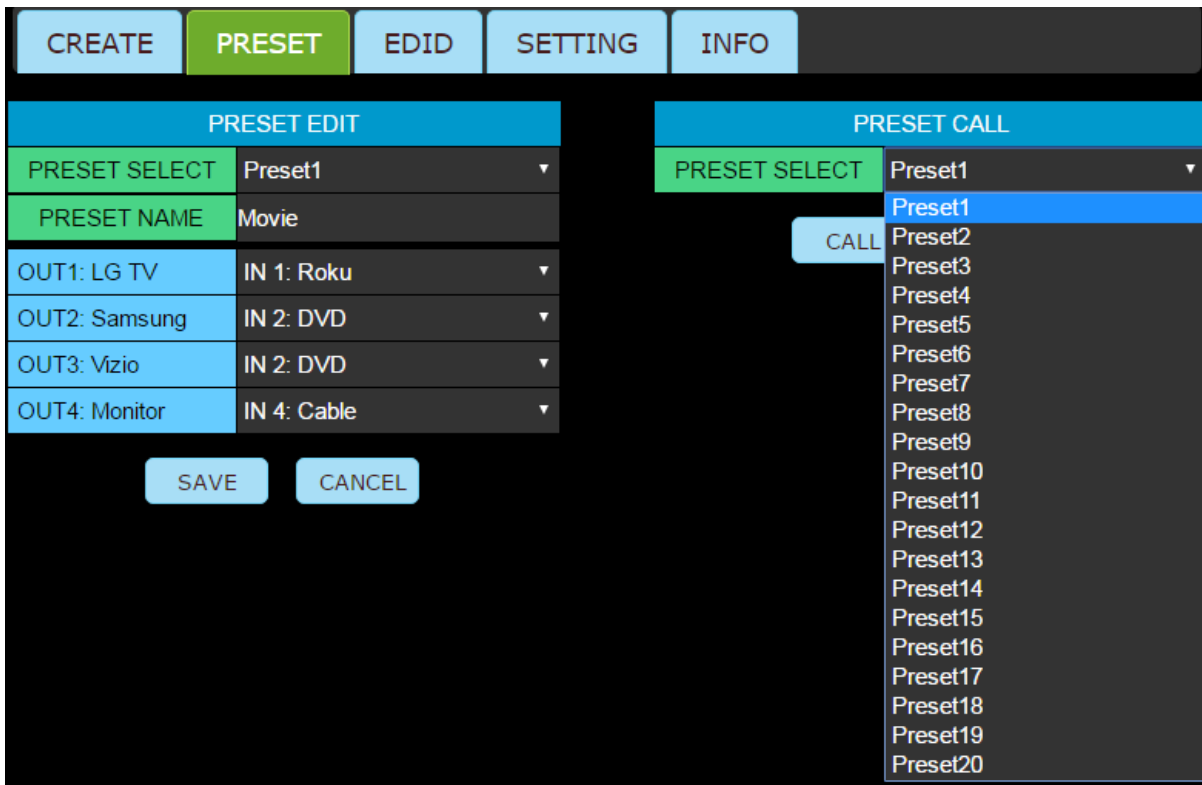 CREATE PRESET EDID SETTING INFO
PRESET EDIT
PRESET SELECT Preset1
PRESET NAME Movie
OUT1: LG TV IN 1: Roku
OUT2: Samsung IN 2: DVD
OUT3: Vizio IN 2: DVD
OUT4: Monitor IN 4: Cable
SAVE CANCEL
PRESET CALL
PRESET SELECT Preset1
CALL
Preset1
Preset2
Preset3
Preset4
Preset5
Preset6
Preset7
Preset8
Preset9
Preset10
Preset11
Preset12
Preset13
Preset14
Preset15
Preset16
Preset17
Preset18
Preset19
Preset20